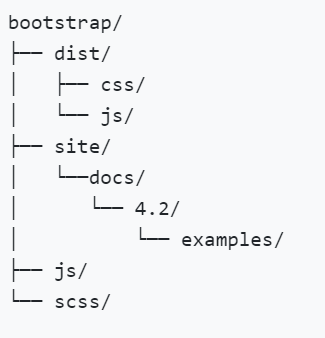 bootstrap/
├── dist/
│   ├── css/
│   └── js/
├── site/
│   └──docs/
│      └── 4.2/
│          └── examples/
├── js/
└── scss/